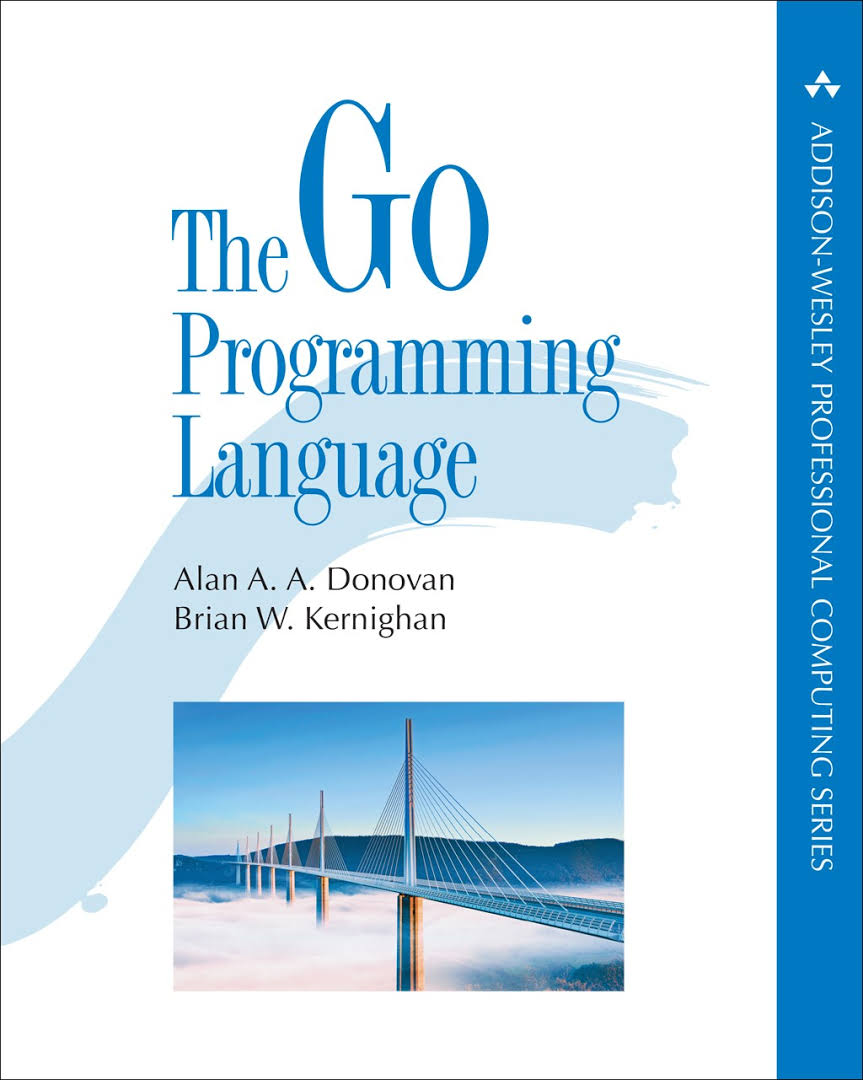 The Go
Programming
Language
Alan A. A. Donovan
Brian W. Kernighan
ADDISON-WESLEY PROFESSIONAL COMPUTING SERIES